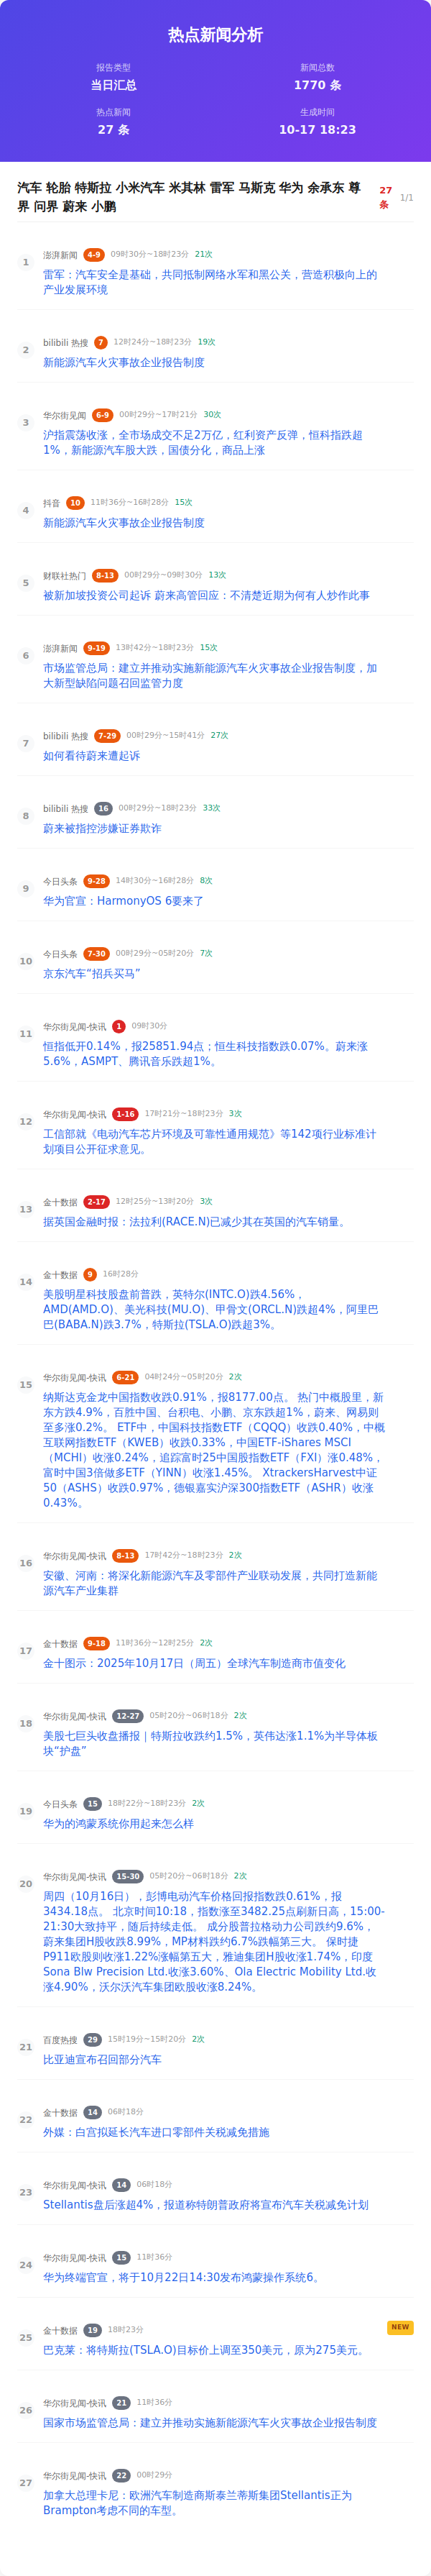 热点新闻分析
报告类型
当日汇总
新闻总数
1770 条
热点新闻
27 条
生成时间
10-17 18:23
汽车 轮胎 特斯拉 小米汽车 米其林 雷军 马斯克 华为 余承东 尊
界 问界 蔚来 小鹏
27
条
1/1
1
澎湃新闻 4-9 09时30分~18时23分 21次
雷军：汽车安全是基础，共同抵制网络水军和黑公关，营造积极向上的
产业发展环境
2
bilibili 热搜 7 12时24分~18时23分 19次
新能源汽车火灾事故企业报告制度
3
华尔街见闻 6-9 00时29分~17时21分 30次
沪指震荡收涨，全市场成交不足2万亿，红利资产反弹，恒科指跌超
1%，新能源汽车股大跌，国债分化，商品上涨
4
抖音 10 11时36分~16时28分 15次
新能源汽车火灾事故企业报告制度
5
财联社热门 8-13 00时29分~09时30分 13次
被新加坡投资公司起诉 蔚来高管回应：不清楚近期为何有人炒作此事
6
澎湃新闻 9-19 13时42分~18时23分 15次
市场监管总局：建立并推动实施新能源汽车火灾事故企业报告制度，加
大新型缺陷问题召回监管力度
7
bilibili 热搜 7-29 00时29分~15时41分 27次
如何看待蔚来遭起诉
8
bilibili 热搜 16 00时29分~18时23分 33次
蔚来被指控涉嫌证券欺诈
9
今日头条 9-28 14时30分~16时28分 8次
华为官宣：HarmonyOS 6要来了
10
今日头条 7-30 00时29分~05时20分 7次
京东汽车“招兵买马”
11
华尔街见闻-快讯 1 09时30分
恒指低开0.14%，报25851.94点；恒生科技指数跌0.07%。蔚来涨
5.6%，ASMPT、腾讯音乐跌超1%。
12
华尔街见闻-快讯 1-16 17时21分~18时23分 3次
工信部就《电动汽车芯片环境及可靠性通用规范》等142项行业标准计
划项目公开征求意见。
13
金十数据 2-17 12时25分~13时20分 3次
据英国金融时报：法拉利(RACE.N)已减少其在英国的汽车销量。
14
金十数据 9 16时28分
美股明星科技股盘前普跌，英特尔(INTC.O)跌4.56%，
AMD(AMD.O)、美光科技(MU.O)、甲骨文(ORCL.N)跌超4%，阿里巴
巴(BABA.N)跌3.7%，特斯拉(TSLA.O)跌超3%。
15
华尔街见闻-快讯 6-21 04时24分~05时20分 2次
纳斯达克金龙中国指数收跌0.91%，报8177.00点。 热门中概股里，新
东方跌4.9%，百胜中国、台积电、小鹏、京东跌超1%，蔚来、网易则
至多涨0.2%。 ETF中，中国科技指数ETF（CQQQ）收跌0.40%，中概
互联网指数ETF（KWEB）收跌0.33%，中国ETF-iShares MSCI
（MCHI）收涨0.24%，追踪富时25中国股指数ETF（FXI）涨0.48%，
富时中国3倍做多ETF（YINN）收涨1.45%。 XtrackersHarvest中证
50（ASHS）收跌0.97%，德银嘉实沪深300指数ETF（ASHR）收涨
0.43%。
16
华尔街见闻-快讯 8-13 17时42分~18时23分 2次
安徽、河南：将深化新能源汽车及零部件产业联动发展，共同打造新能
源汽车产业集群
17
金十数据 9-18 11时36分~12时25分 2次
金十图示：2025年10月17日（周五）全球汽车制造商市值变化
18
华尔街见闻-快讯 12-27 05时20分~06时18分 2次
美股七巨头收盘播报｜特斯拉收跌约1.5%，英伟达涨1.1%为半导体板
块“护盘”
19
今日头条 15 18时22分~18时23分 2次
华为的鸿蒙系统你用起来怎么样
20
华尔街见闻-快讯 15-30 05时20分~06时18分 2次
周四（10月16日），彭博电动汽车价格回报指数跌0.61%，报
3434.18点。 北京时间10:18，指数涨至3482.25点刷新日高，15:00-
21:30大致持平，随后持续走低。 成分股普拉格动力公司跌约9.6%，
蔚来集团H股收跌8.99%，MP材料跌约6.7%跌幅第三大。 保时捷
P911欧股则收涨1.22%涨幅第五大，雅迪集团H股收涨1.74%，印度
Sona Blw Precision Ltd.收涨3.60%、Ola Electric Mobility Ltd.收
涨4.90%，沃尔沃汽车集团欧股收涨8.24%。
21
百度热搜 29 15时19分~15时20分 2次
比亚迪宣布召回部分汽车
22
金十数据 14 06时18分
外媒：白宫拟延长汽车进口零部件关税减免措施
23
华尔街见闻-快讯 14 06时18分
Stellantis盘后涨超4%，报道称特朗普政府将宣布汽车关税减免计划
24
华尔街见闻-快讯 15 11时36分
华为终端官宣，将于10月22日14:30发布鸿蒙操作系统6。
25
金十数据 19 18时23分
NEW
巴克莱：将特斯拉(TSLA.O)目标价上调至350美元，原为275美元。
26
华尔街见闻-快讯 21 11时36分
国家市场监管总局：建立并推动实施新能源汽车火灾事故企业报告制度
27
华尔街见闻-快讯 22 00时29分
加拿大总理卡尼：欧洲汽车制造商斯泰兰蒂斯集团Stellantis正为
Brampton考虑不同的车型。